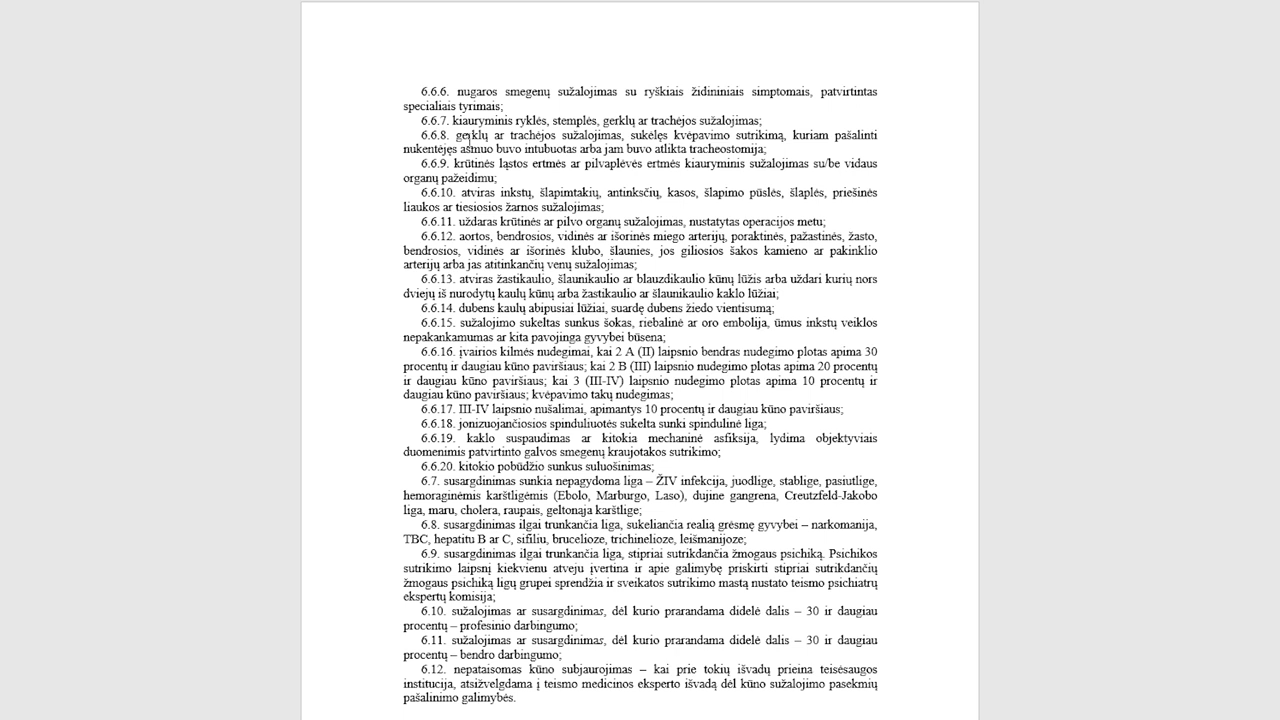 6.6.6. nugaros smegenų sužalojimas su ryškiais židininiais simptomais, patvirtintas
specialiais tyrimais;
6.6.7. kiauryminis ryklės, stemplės, gerklų ar trachėjos sužalojimas;
6.6.8. gerklų ar trachėjos sužalojimas, sukėlęs kvėpavimo sutrikimą, kuriam pašalinti
nukentėjęs asmuo buvo intubuotas arba jam buvo atlikta tracheostomija;
6.6.9. krūtinės ląstos ertmės ar pilvaplėvės ertmės kiauryminis sužalojimas su/be vidaus
organų pažeidimu;
6.6.10. atviras inkstų, šlapimtakių, antinksčių, kasos, šlapimo pūslės, šlaplės, priešinės
liaukos ar tiesiosios žarnos sužalojimas;
6.6.11. uždaras krūtinės ar pilvo organų sužalojimas, nustatytas operacijos metu;
6.6.12. aortos, bendrosios, vidinės ar išorinės miego arterijų, poraktinės, pažastinės, žasto,
bendrosios, vidinės ar išorinės klubo, šlaunies, jos giliosios šakos kamieno ar pakinklio
arterijų arba jas atitinkančių venų sužalojimas;
6.6.13. atviras žastikaulio, šlaunikaulio ar blauzdikaulio kūnų lūžis arba uždari kurių nors
dviejų iš nurodytų kaulų kūnų arba žastikaulio ar šlaunikaulio kaklo lūžiai;
6.6.14. dubens kaulų abipusiai lūžiai, suardę dubens žiedo vientisumą;
6.6.15. sužalojimo sukeltas sunkus šokas, riebalinė ar oro embolija, ūmus inkstų veiklos
nepakankamumas ar kita pavojinga gyvybei būsena;
6.6.16. įvairios kilmės nudegimai, kai 2 A (II) laipsnio bendras nudegimo plotas apima 30
procentų ir daugiau kūno paviršiaus; kai 2 B (III) laipsnio nudegimo plotas apima 20 procentų
ir daugiau kūno paviršiaus; kai 3 (III-IV) laipsnio nudegimo plotas apima 10 procentų ir
daugiau kūno paviršiaus; kvėpavimo takų nudegimas;
6.6.17. III-IV laipsnio nušalimai, apimantys 10 procentų ir daugiau kūno paviršiaus;
6.6.18. jonizuojančiosios spinduliuotės sukelta sunki spindulinė liga;
6.6.19. kaklo suspaudimas ar kitokia mechaninė asfiksija, lydima objektyviais
duomenimis patvirtinto galvos smegenų kraujotakos sutrikimo;
6.6.20. kitokio pobūdžio sunkus suluošinimas;
6.7. susargdinimas sunkia nepagydoma liga – ŽIV infekcija, juodlige, stablige, pasiutlige,
hemoraginėmis karštligėmis (Ebolo, Marburgo, Laso), dujine gangrena, Creutzfeld-Jakobo
liga, maru, cholera, raupais, geltonąja karštlige;
6.8. susargdinimas ilgai trunkančia liga, sukeliančia realią grėsmę gyvybei – narkomanija,
TBC, hepatitu B ar C, sifiliu, brucelioze, trichinelioze, leišmanijoze;
6.9. susargdinimas ilgai trunkančia liga, stipriai sutrikdančia žmogaus psichiką. Psichikos
sutrikimo laipsnį kiekvienu atveju įvertina ir apie galimybę priskirti stipriai sutrikdančių
žmogaus psichiką ligų grupei sprendžia ir sveikatos sutrikimo mastą nustato teismo psichiatrų
ekspertų komisija;
6.10. sužalojimas ar susargdinimas, dėl kurio prarandama didelė dalis – 30 ir daugiau
procentų – profesinio darbingumo;
6.11. sužalojimas ar susargdinimas, dėl kurio prarandama didelė dalis – 30 ir daugiau
procentų – bendro darbingumo;
6.12. nepataisomas kūno subjaurojimas – kai prie tokių išvadų prieina teisėsaugos
institucija, atsižvelgdama į teismo medicinos eksperto išvadą dėl kūno sužalojimo pasekmių
pašalinimo galimybės.